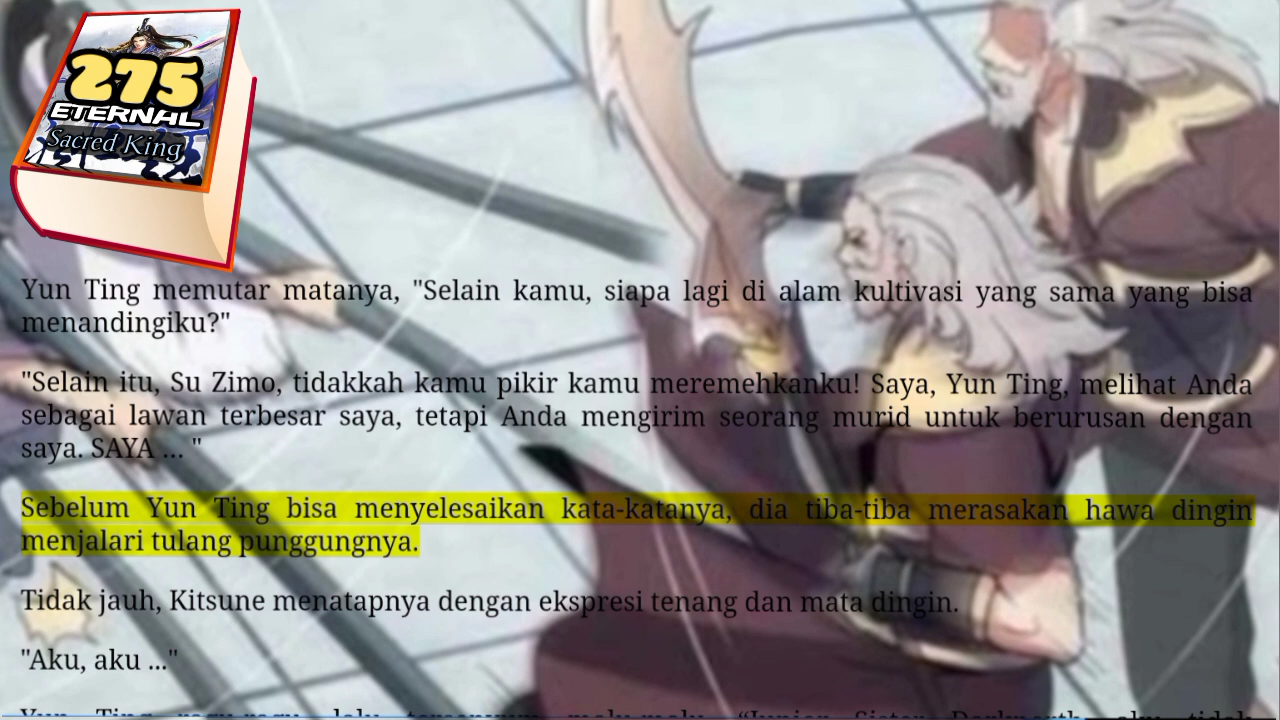 275
ETERNAL
Sacred King
Yun Ting memutar matanya, "Selain kamu, siapa lagi di alam kultivasi yang sama yang bisa
menandingiku?"
"Selain itu, Su Zimo, tidakkah kamu pikir kamu meremehkanku! Saya, Yun Ting, melihat Anda
sebagai lawan terbesar saya, tetapi Anda mengirim seorang murid untuk berurusan dengan
saya. SAYA ..."
Sebelum Yun Ting bisa menyelesaikan kata-katanya, dia tiba-tiba merasakan hawa dingin
menjalari tulang punggungnya.
Tidak jauh, Kitsune menatapnya dengan ekspresi tenang dan mata dingin.
"Aku, aku ..."